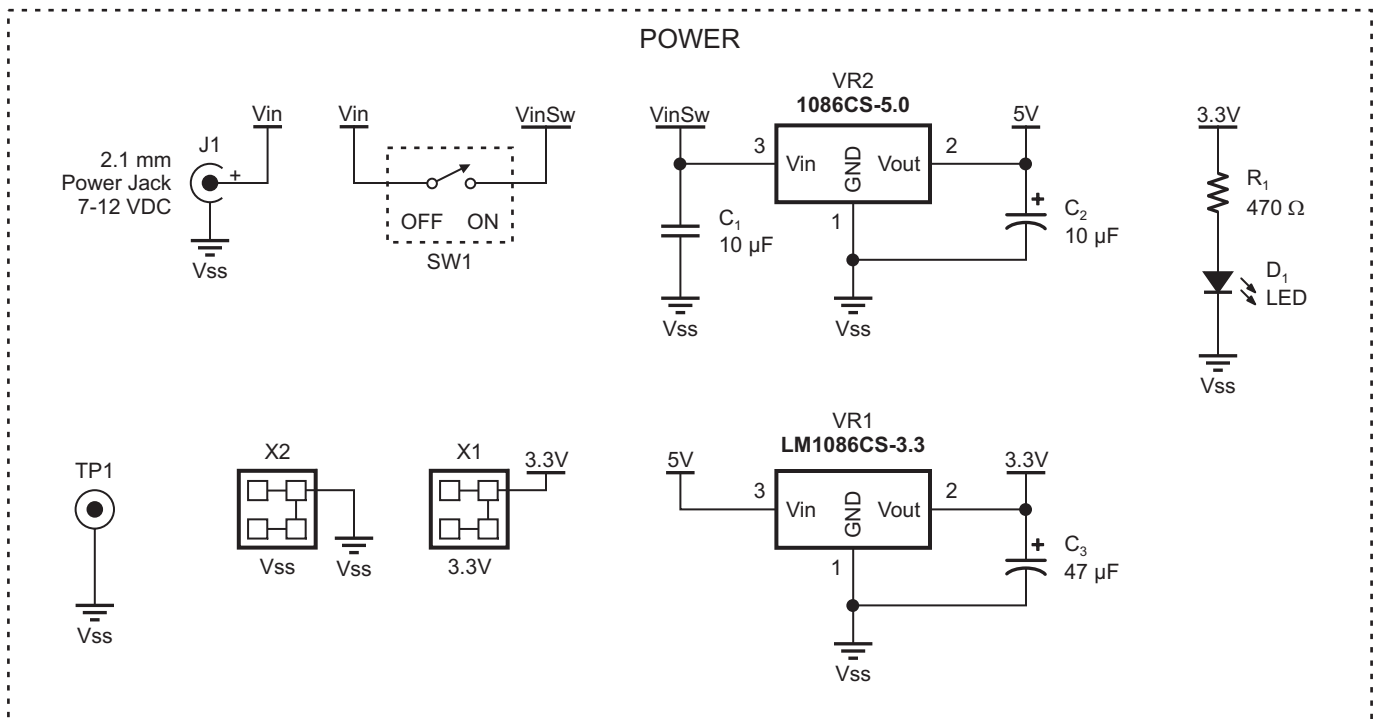 POWER
2.1 mm
Power Jack
7-12 VDC
J1
+
Vin
Vss
Vin
VinSw
OFF ON
SW1
VinSw
C1
10 µF
Vss
VR2
1086CS-5.0
3
Vin
GND
Vout
2
1
Vss
5V
+
C2
10 µF
3.3V
R1
470 Ω
D1
LED
Vss
TP1
Vss
X2
Vss
Vss
X1
3.3V
3.3V
5V
VR1
LM1086CS-3.3
3
Vin
GND
Vout
2
1
Vss
3.3V
+
C3
47 µF